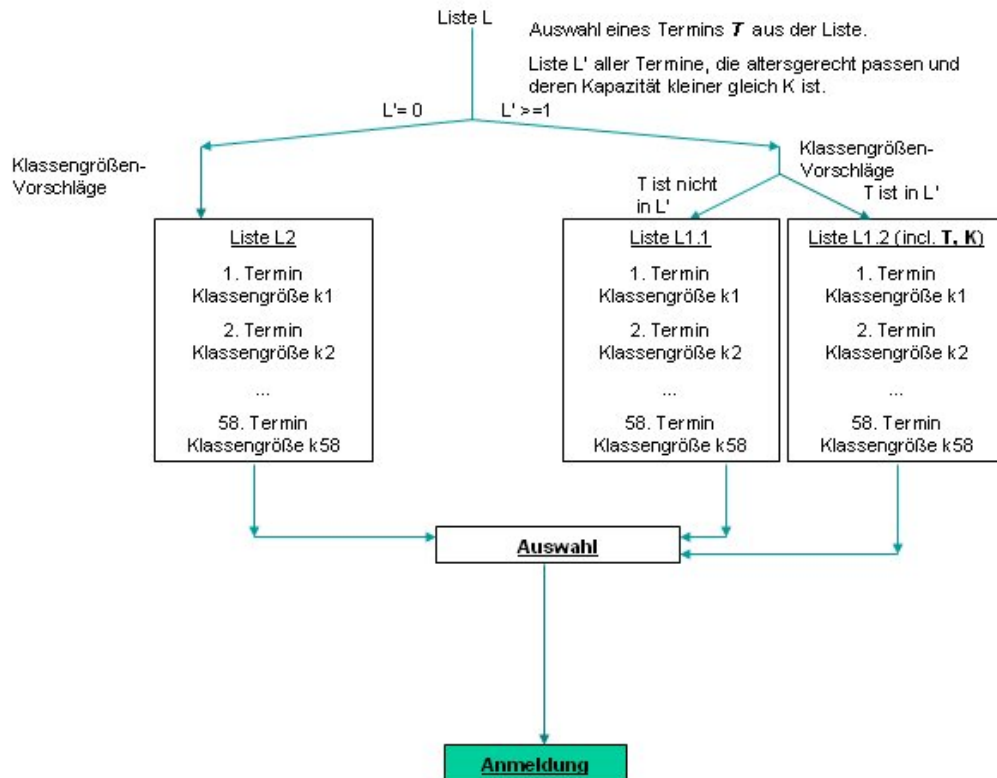 Liste L
Auswahl eines Termins T aus der Liste.
Liste L' aller Termine, die altersgerecht passen und
deren Kapazität kleiner gleich K ist.
L'= 0
L' >=1
Klassengrößen-
Vorschläge
Klassengrößen-
Vorschläge
T ist nicht
in L'
T ist in L'
Liste L2
1. Termin
Klassengröße k1
2. Termin
Klassengröße k2
...
58. Termin
Klassengröße k58
Liste L1.1
1. Termin
Klassengröße k1
2. Termin
Klassengröße k2
...
58. Termin
Klassengröße k58
Liste L1.2 (incl. T, K)
1. Termin
Klassengröße k1
2. Termin
Klassengröße k2
...
58. Termin
Klassengröße k58
Auswahl
Anmeldung